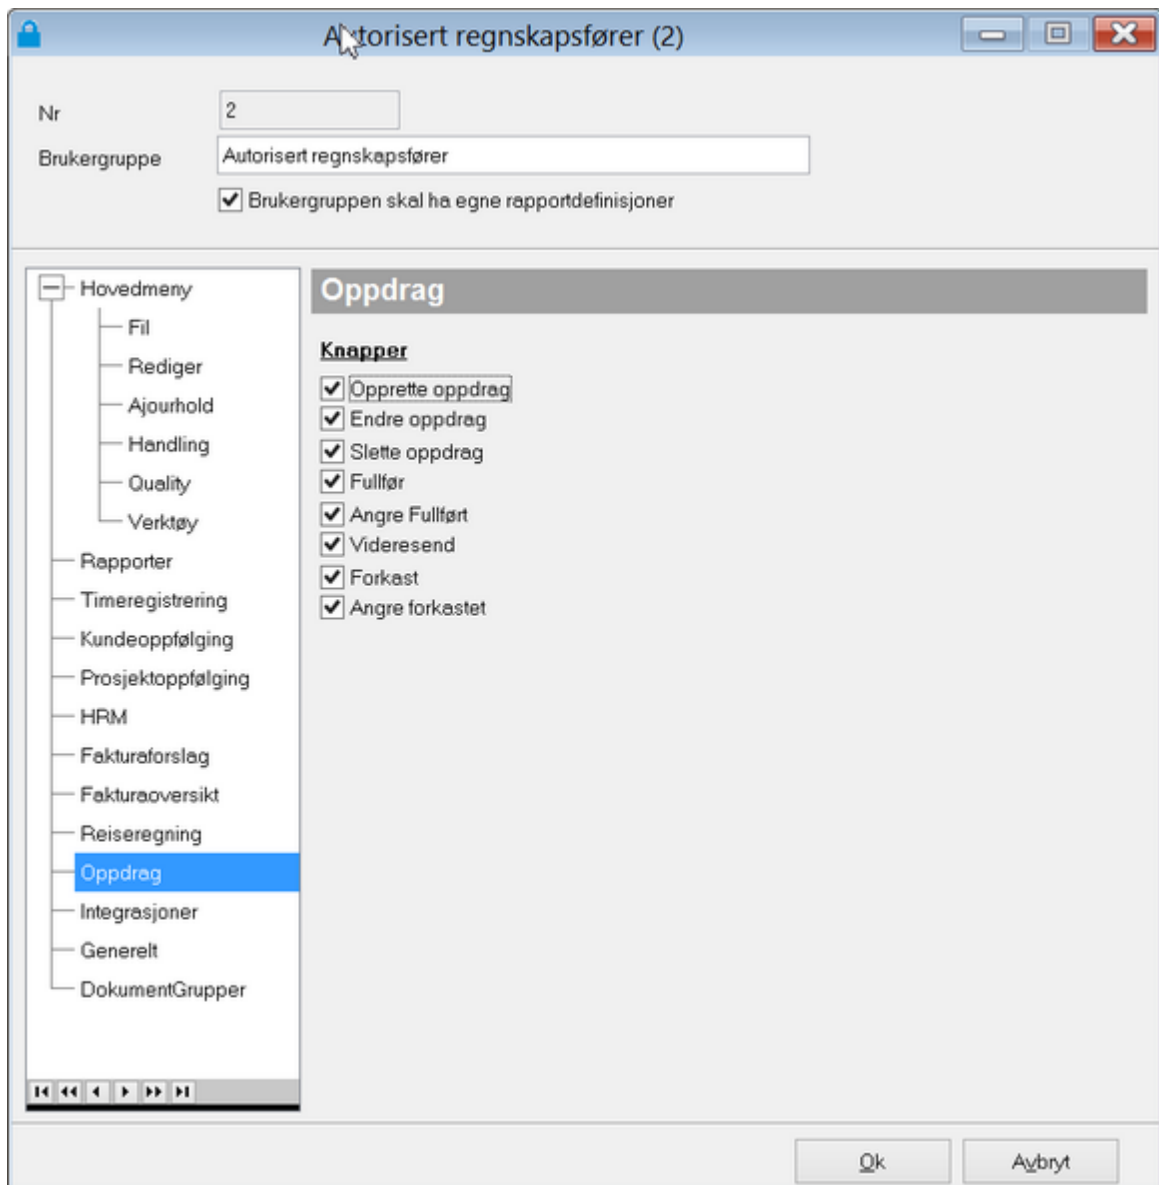 Autorisert regnskapsfører (2)
Nr
2
Brukergruppe
Autorisert regnskapsfører
Brukergruppen skal ha egne rapportdefinisjoner
Hovedmeny
Fil
Rediger
Ajourhold
Handling
Quality
Verktøy
Rapporter
Timeregistrering
Kundeoppfølging
Prosjektoppfølging
HRM
Fakturaforslag
Fakturaoversikt
Reiseregning
Oppdrag
Integrasjoner
Generelt
DokumentGrupper
Oppdrag
Knapper
Opprette oppdrag
Endre oppdrag
Slette oppdrag
Fullfør
Angre Fullført
Videresend
Forkast
Angre forkastet
Ok
Avbryt